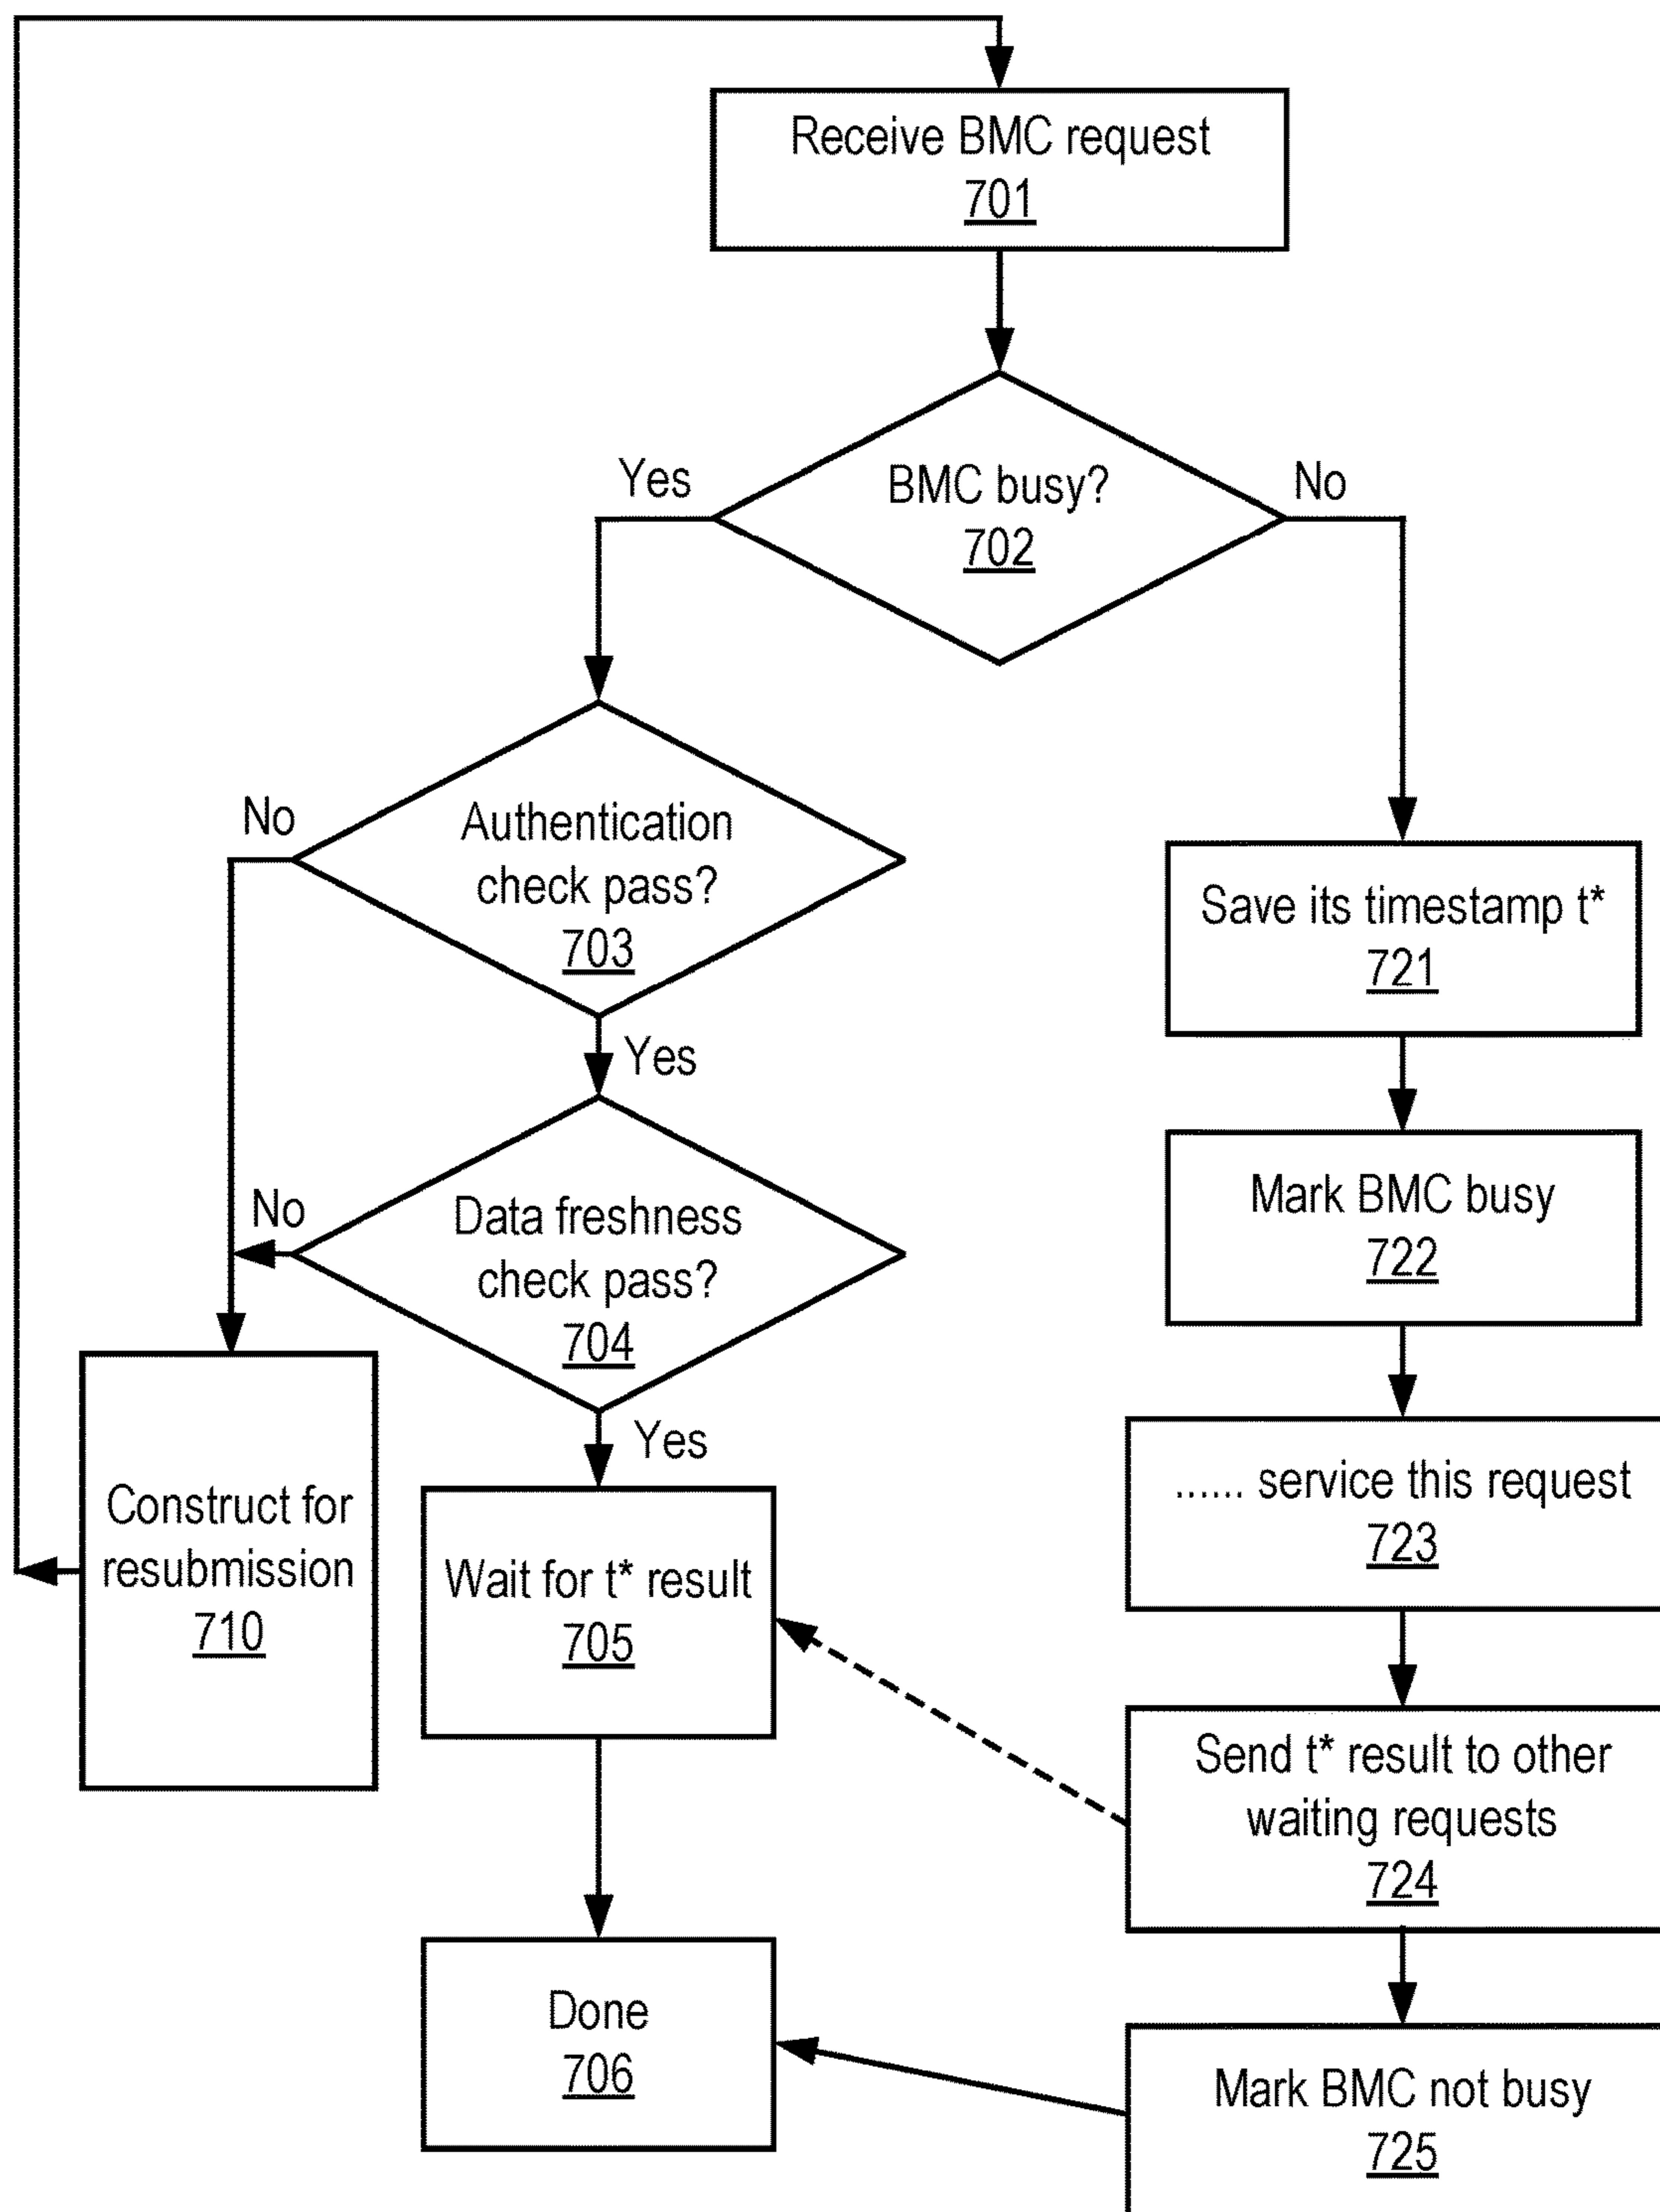 Receive BMC request
701
Yes
BMC busy?
702
No
No
Authentication
check pass?
703
Yes
Save its timestamp t*
721
Mark BMC busy
722
No
Data freshness
check pass?
704
Yes
Construct for
resubmission
710
Wait for t* result
705
...... service this request
723
Send t* result to other
waiting requests
724
Done
706
Mark BMC not busy
725